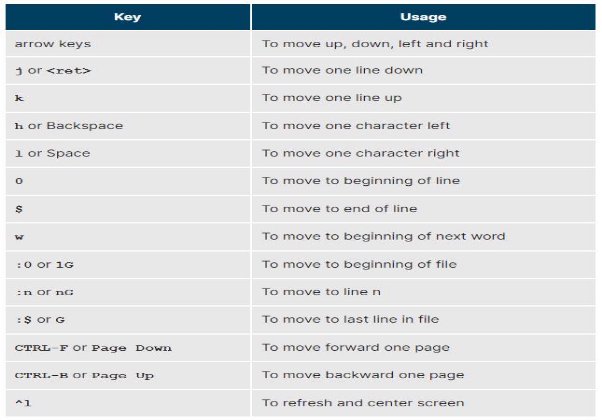 Key Usage
arrow keys To move up, down, left and right
j or <ret> To move one line down
k To move one line up
h or Backspace To move one character left
l or Space To move one character right
0 To move to beginning of line
$ To move to end of line
w To move to beginning of next word
:0 or 1G To move to beginning of file
:n or nG To move to line n
:$ or G To move to last line in file
CTRL-F or Page Down To move forward one page
CTRL-B or Page Up To move backward one page
^l To refresh and center screen